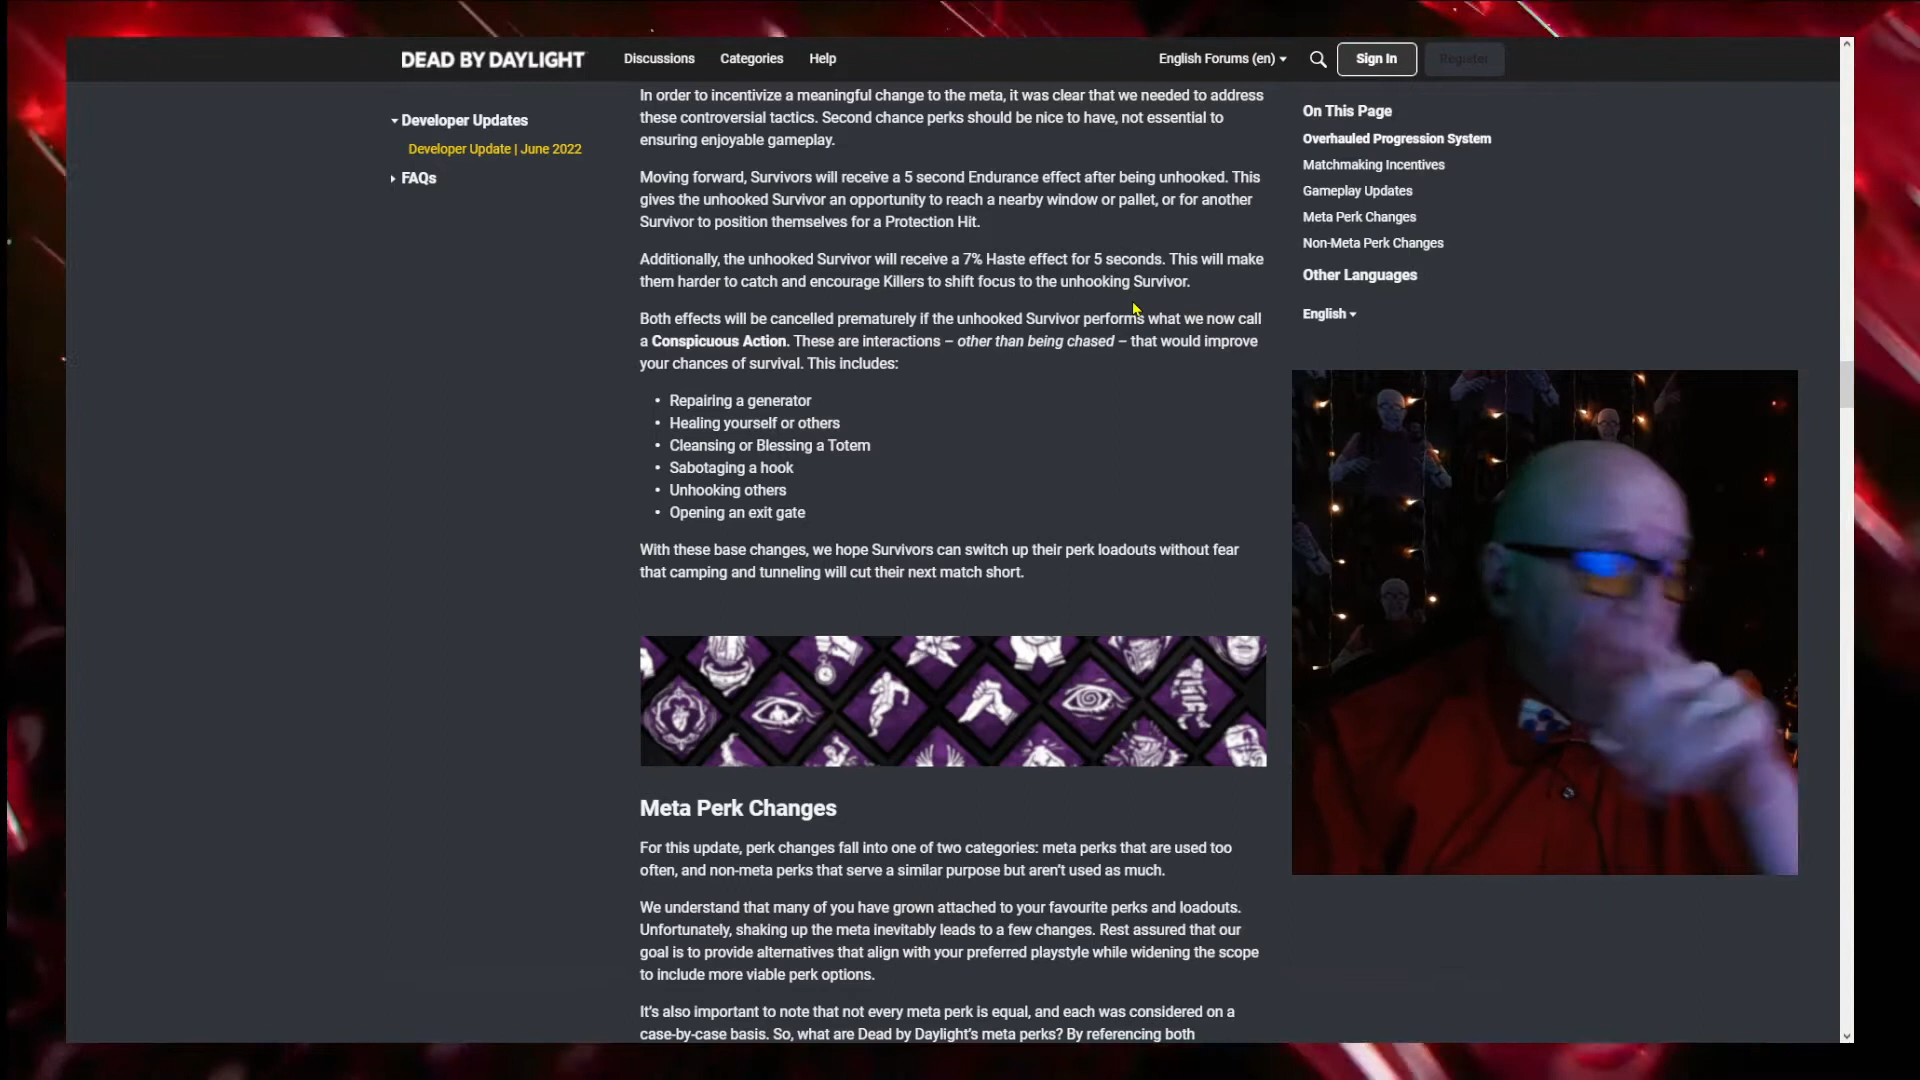 DEAD BY DAYLIGHT
Discussions
Categories
Help
English Forums (en)
Sign In
Register
Developer Updates
Developer Update | June 2022
FAQs
In order to incentivize a meaningful change to the meta, it was clear that we needed to address
these controversial tactics. Second chance perks should be nice to have, not essential to
ensuring enjoyable gameplay.
Moving forward, Survivors will receive a 5 second Endurance effect after being unhooked. This
gives the unhooked Survivor an opportunity to reach a nearby window or pallet, or for another
Survivor to position themselves for a Protection Hit.
Additionally, the unhooked Survivor will receive a 7% Haste effect for 5 seconds. This will make
them harder to catch and encourage Killers to shift focus to the unhooking Survivor.
Both effects will be cancelled prematurely if the unhooked Survivor performs what we now call
a Conspicuous Action. These are interactions – other than being chased – that would improve
your chances of survival. This includes:
• Repairing a generator
• Healing yourself or others
• Cleansing or Blessing a Totem
• Sabotaging a hook
• Unhooking others
• Opening an exit gate
With these base changes, we hope Survivors can switch up their perk loadouts without fear
that camping and tunneling will cut their next match short.
Meta Perk Changes
For this update, perk changes fall into one of two categories: meta perks that are used too
often, and non-meta perks that serve a similar purpose but aren't used as much.
We understand that many of you have grown attached to your favourite perks and loadouts.
Unfortunately, shaking up the meta inevitably leads to a few changes. Rest assured that our
goal is to provide alternatives that align with your preferred playstyle while widening the scope
to include more viable perk options.
It's also important to note that not every meta perk is equal, and each was considered on a
case-by-case basis. So, what are Dead by Daylight's meta perks? By referencing both
On This Page
Overhauled Progression System
Matchmaking Incentives
Gameplay Updates
Meta Perk Changes
Non-Meta Perk Changes
Other Languages
English